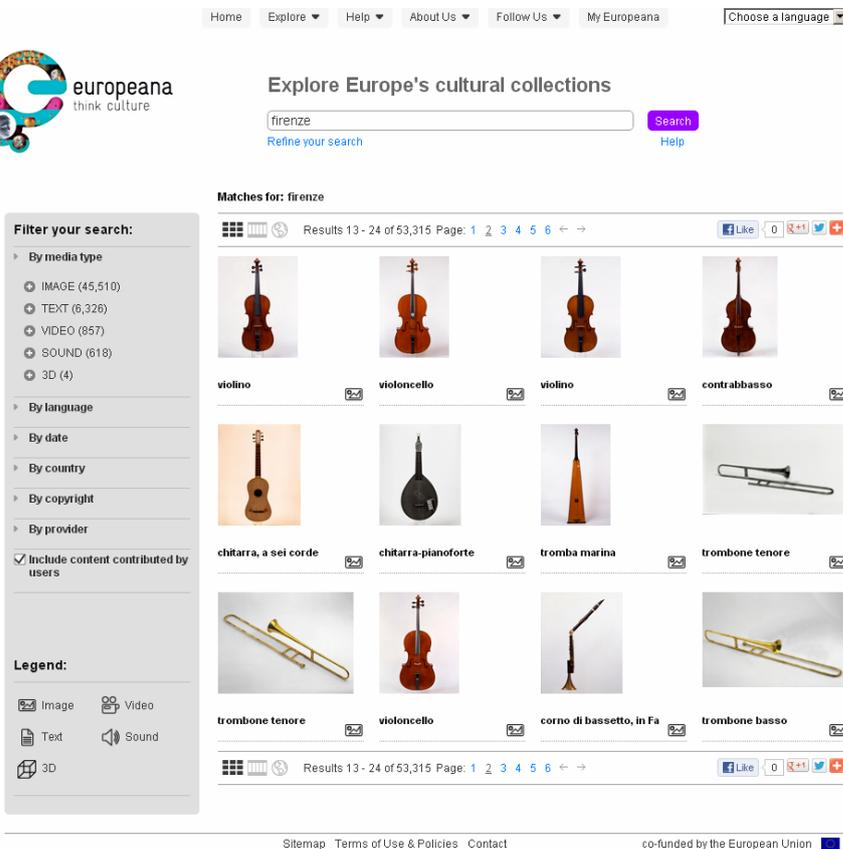 Home Explore Help About Us Follow Us My Europeana Choose a language
europeana
think culture
Explore Europe's cultural collections
firenze Search
Refine your search Help
Matches for: firenze
Filter your search:
By media type
IMAGE (45,510)
TEXT (6,326)
VIDEO (857)
SOUND (618)
3D (4)
By language
By date
By country
By copyright
By provider
Include content contributed by
users
Legend:
Image Video
Text Sound
3D
Results 13 - 24 of 53,315 Page: 1 2 3 4 5 6 ← → Like 0 +1
violino violoncello violino contrabbasso
chitarra, a sei corde chitarra-pianoforte tromba marina trombone tenore
trombone tenore violoncello corno di bassetto, in Fa trombone basso
Results 13 - 24 of 53,315 Page: 1 2 3 4 5 6 ← → Like 0 +1
Sitemap Terms of Use & Policies Contact co-funded by the European Union